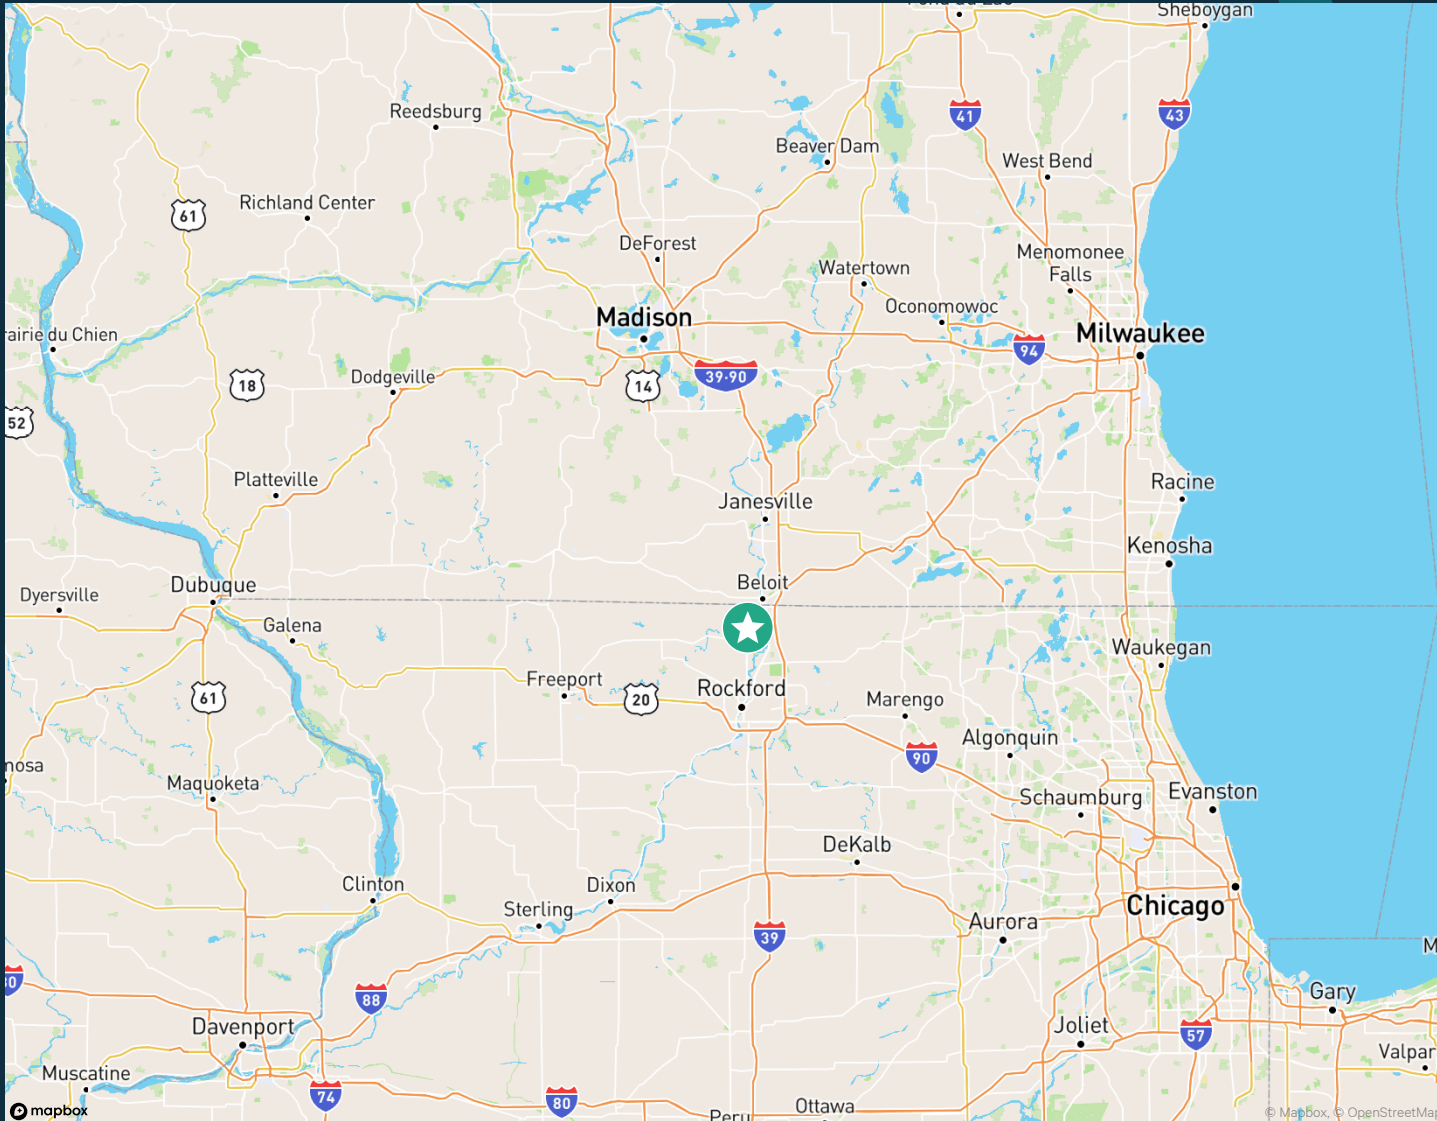 Sheboygan
41
43
Reedsburg
Beaver Dam
West Bend
61
Richland Center
DeForest
Menomonee
Falls
Watertown
Oconomowoc
Madison
Milwaukee
rairie du Chien
94
18
Dodgeville
14
39·90
52
Platteville
Racine
Janesville
Kenosha
Beloit
Dubuque
Dyersville
Galena
Waukegan
Freeport
Rockford
61
20
Marengo
Algonquin
90
nosa
Maquoketa
Schaumburg
Evanston
DeKalb
Clinton
Dixon
Sterling
Chicago
Aurora
39
M
80
88
Gary
Davenport
Joliet
57
Valpar
Muscatine
74
80
Ottawa
Peru
mapbox
© Mapbox, © OpenStreetMap